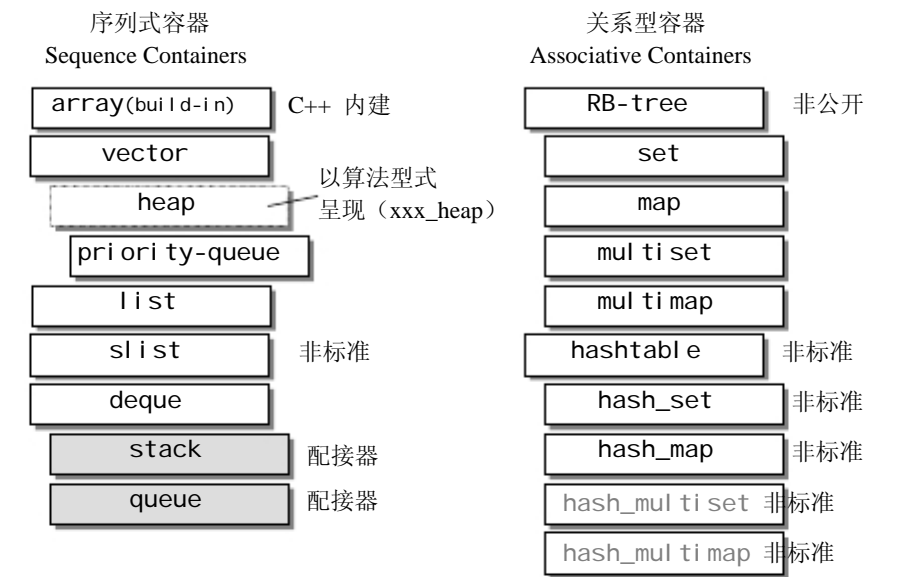 序列式容器
Sequence Containers
array(build-in) C++ 内建
vector
heap
以算法型式
呈现（xxx_heap）
priority-queue
list
slist 非标准
deque
stack 配接器
queue 配接器
关系型容器
Associative Containers
RB-tree 非公开
set
map
multiset
multimap
hashtable 非标准
hash_set 非标准
hash_map 非标准
hash_multiset 非标准
hash_multimap 非标准